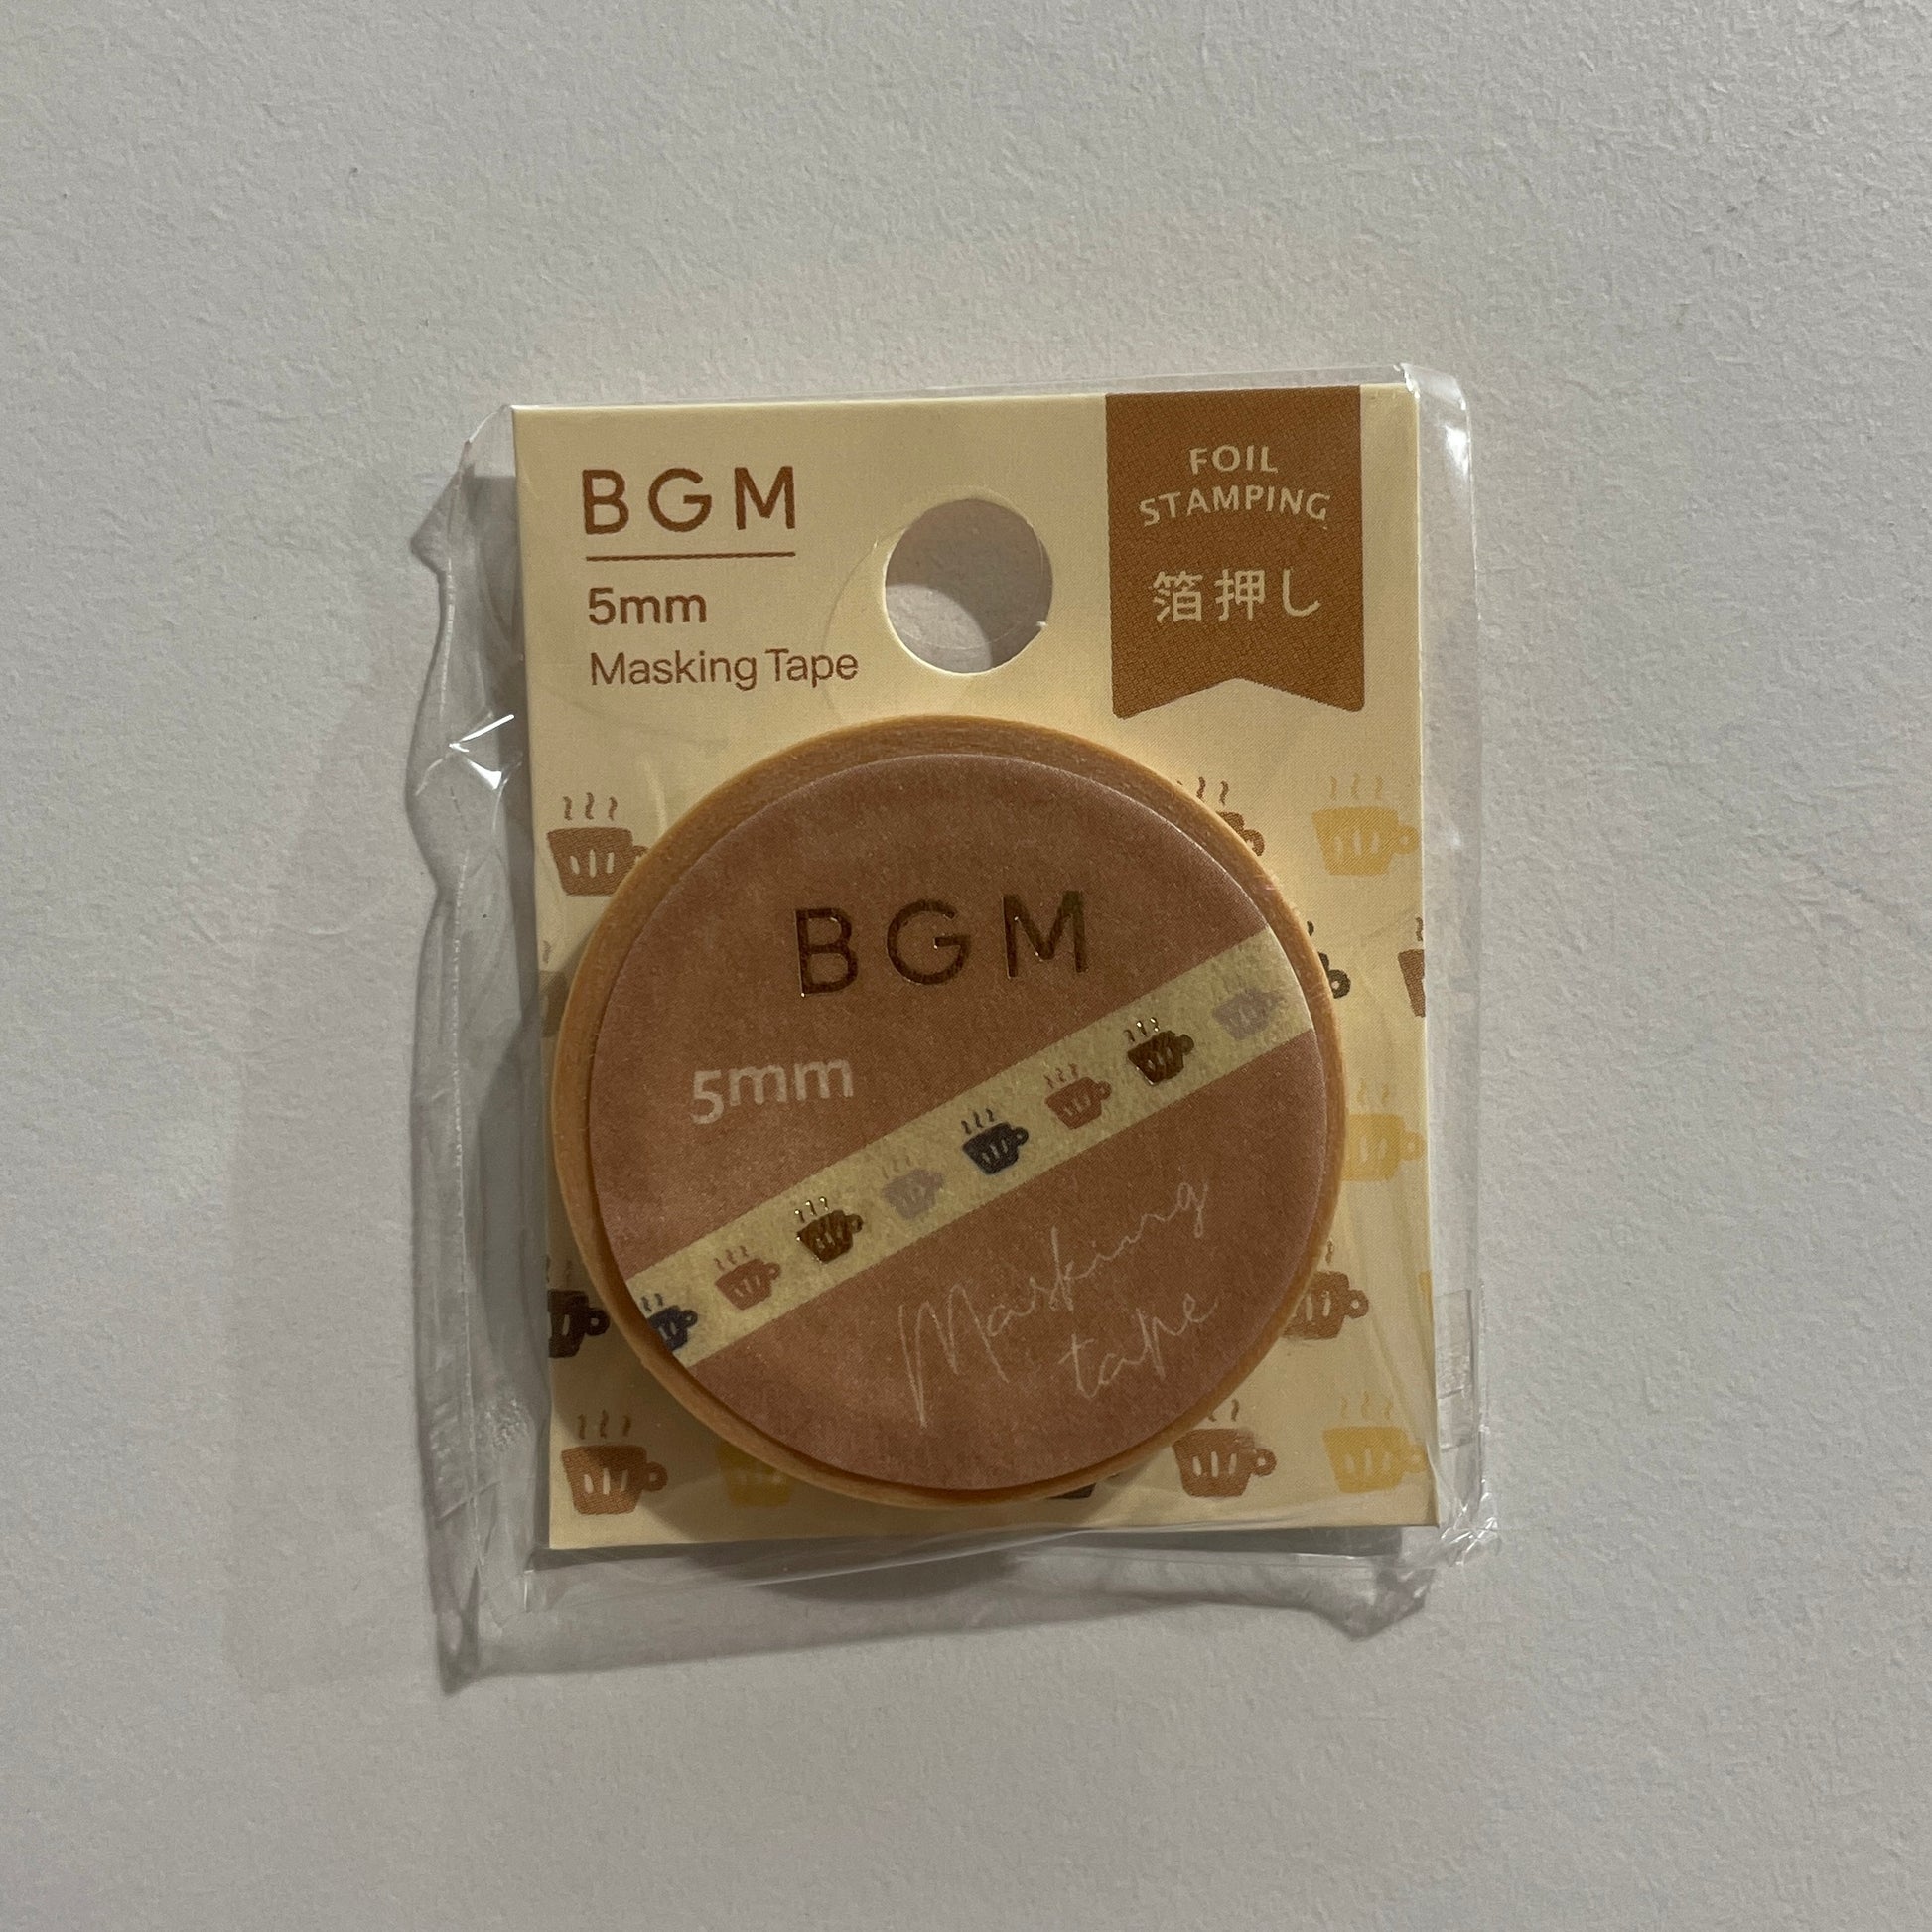 BGM
5mm
Masking Tape
FOIL
STAMPING
箔押し
BGM
5mm
Masking
tape